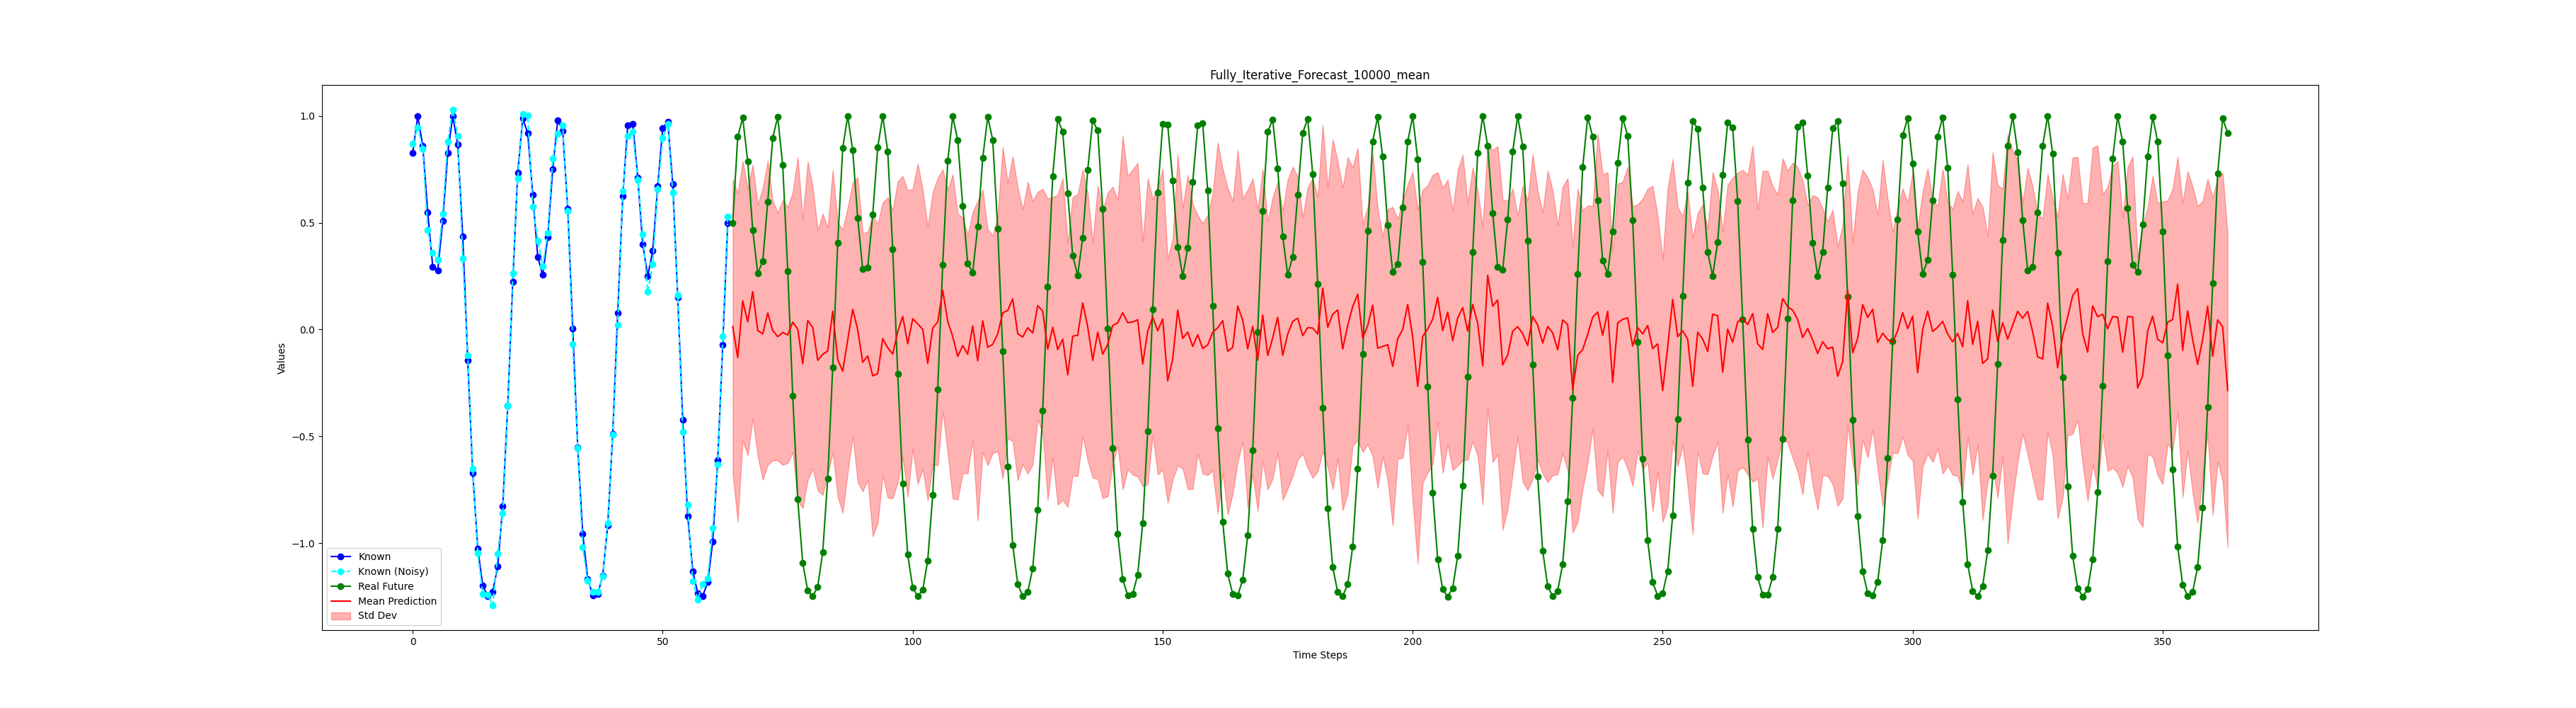 Fully_Iterative_Forecast_10000_mean
Values
1.0
0.5
0.0
−0.5
−1.0
Known
Known (Noisy)
Real Future
Mean Prediction
Std Dev
0 50 100 150 200 250 300 350
Time Steps